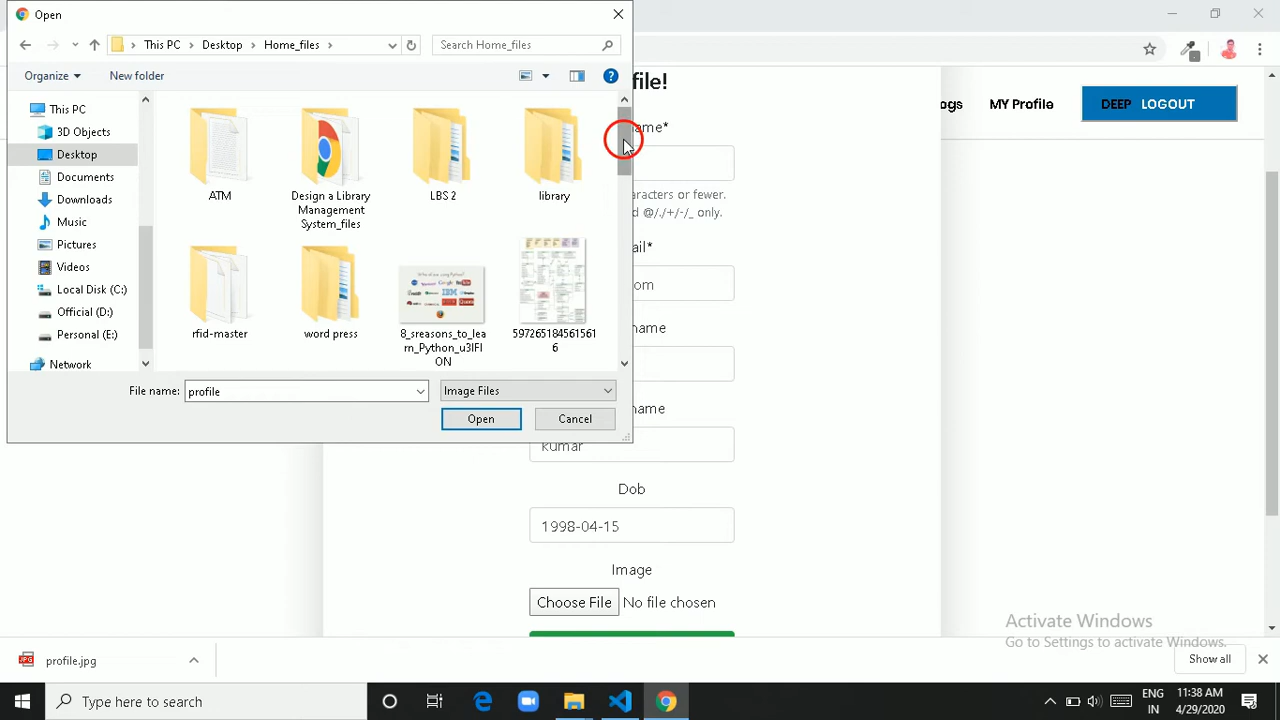 Open
This PC
Desktop
Home_files
Search Home_files
Organize
New folder
This PC
3D Objects
Desktop
Documents
Downloads
Music
Pictures
Videos
Local Disk (C:)
Official (D:)
Personal (E:)
Network
ATM
Design a Library
Management
System_files
LBS 2
library
rfid-master
word press
8_sreasons_to_lea
rn_Python_u3IFI
ON
597265184561561
6
File name: profile
Image Files
Open
Cancel
file!
ogs
MY Profile
DEEP LOGOUT
ame*
aracters or fewer.
d @/./+/-/_ only.
ail*
om
name
name
kumar
Dob
1998-04-15
Image
Choose File No file chosen
Activate Windows
Go to Settings to activate Windows.
profile.jpg
Show all
Type here to search
ENG
IN
11:38 AM
4/29/2020